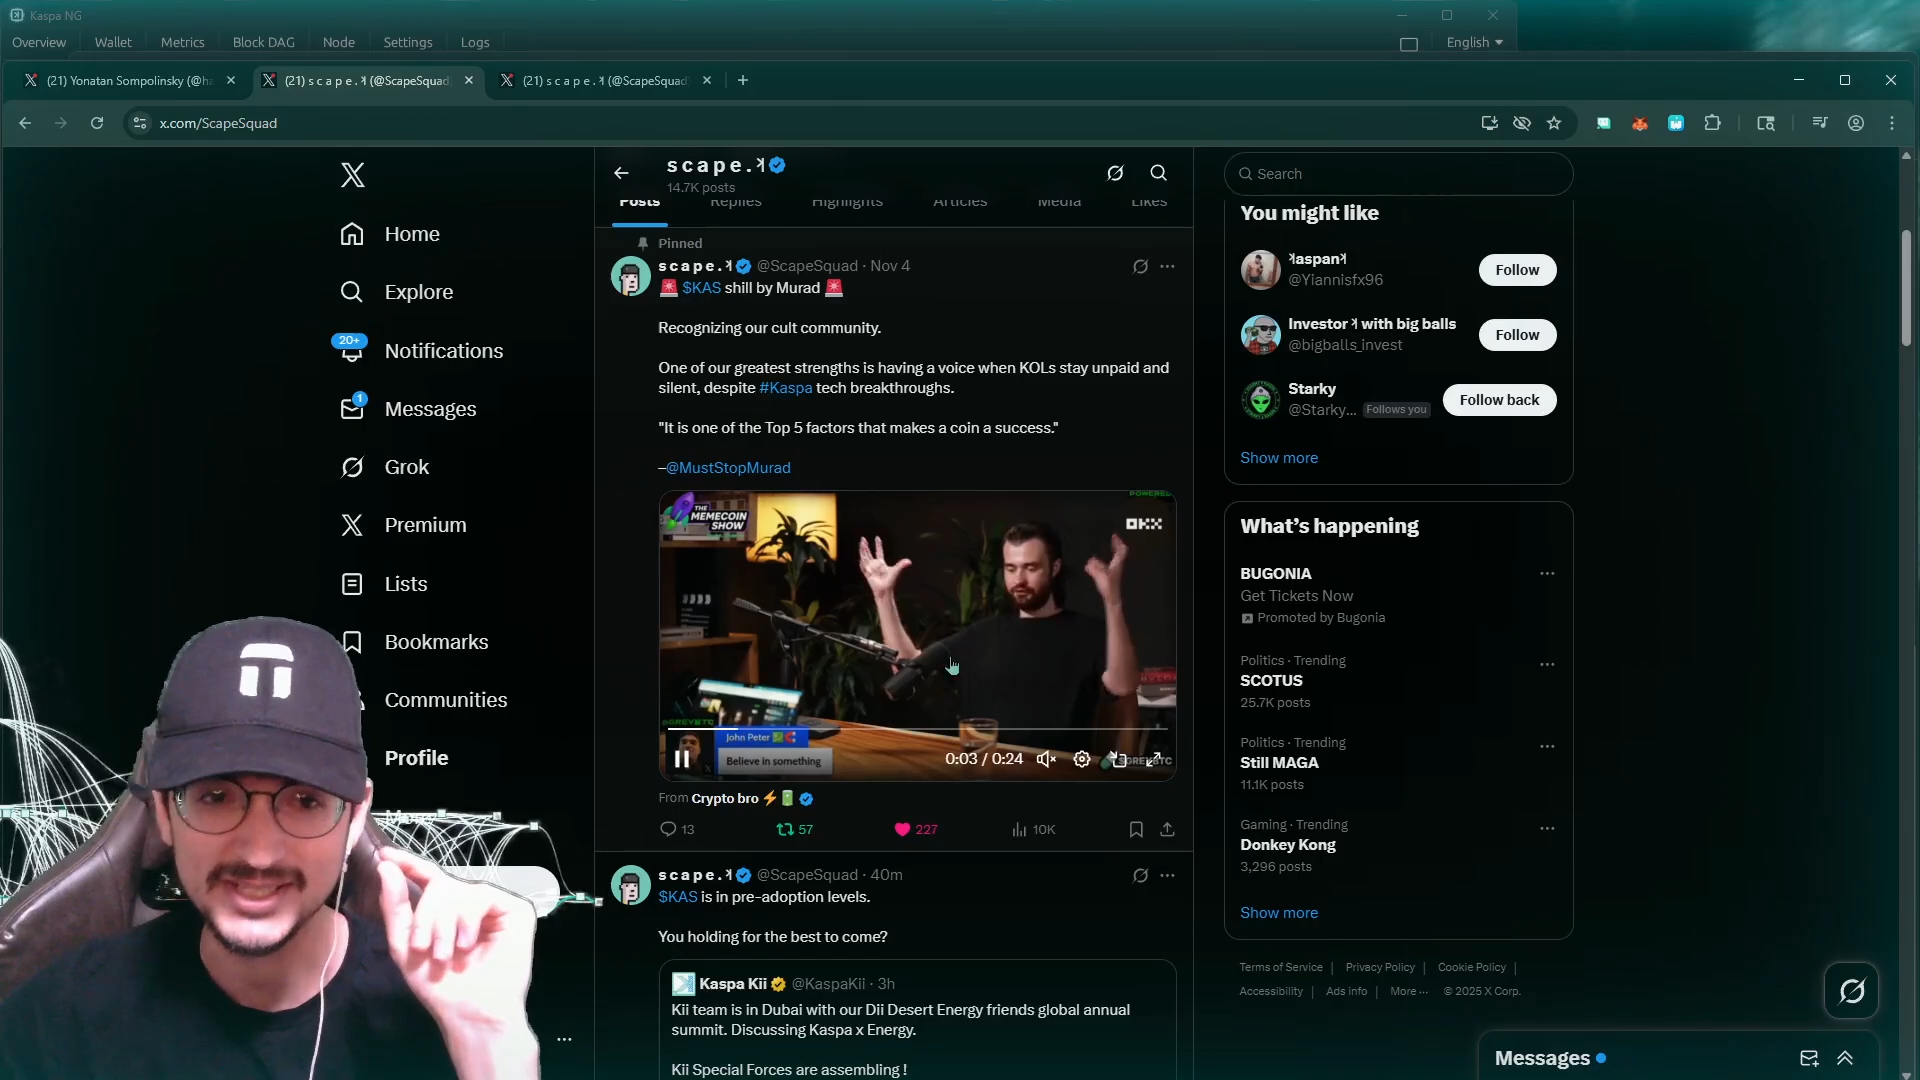 Kaspa NG
Overview
Wallet
Metrics
Block DAG
Node
Settings
Logs
English
(21) Yonatan Sompolinsky (@ha
(21) s c a p e . ꓘ (@ScapeSquad
(21) s c a p e . ꓘ (@ScapeSquad
x.com/ScapeSquad
Home
Explore
20+
Notifications
1
Messages
Grok
Premium
Lists
Bookmarks
Communities
Profile
s c a p e . ꓘ
14.7K posts
Posts
Replies
Highlights
Articles
Media
Likes
Pinned
s c a p e . ꓘ @ScapeSquad · Nov 4
🚨 $KAS shill by Murad 🚨
Recognizing our cult community.
One of our greatest strengths is having a voice when KOLs stay unpaid and
silent, despite #Kaspa tech breakthroughs.
"It is one of the Top 5 factors that makes a coin a success."
–@MustStopMurad
THE
MEMECOIN
SHOW
POWERED
OKX
@GREYBTC
John Peter
Believe in something
0:03 / 0:24
@GREYBTC
From Crypto bro ⚡🔋
13
57
227
10K
s c a p e . ꓘ @ScapeSquad · 40m
$KAS is in pre-adoption levels.
You holding for the best to come?
Kaspa Kii @KaspaKii · 3h
Kii team is in Dubai with our Dii Desert Energy friends global annual
summit. Discussing Kaspa x Energy.
Kii Special Forces are assembling !
Search
You might like
ꓘaspanꓘ
@Yiannisfx96
Follow
Investor ꓘ with big balls
@bigballs_invest
Follow
Starky
@Starky... Follows you
Follow back
Show more
What's happening
BUGONIA
Get Tickets Now
Promoted by Bugonia
Politics · Trending
SCOTUS
25.7K posts
Politics · Trending
Still MAGA
11.1K posts
Gaming · Trending
Donkey Kong
3,296 posts
Show more
Terms of Service | Privacy Policy | Cookie Policy |
Accessibility | Ads info | More ··· © 2025 X Corp.
Messages